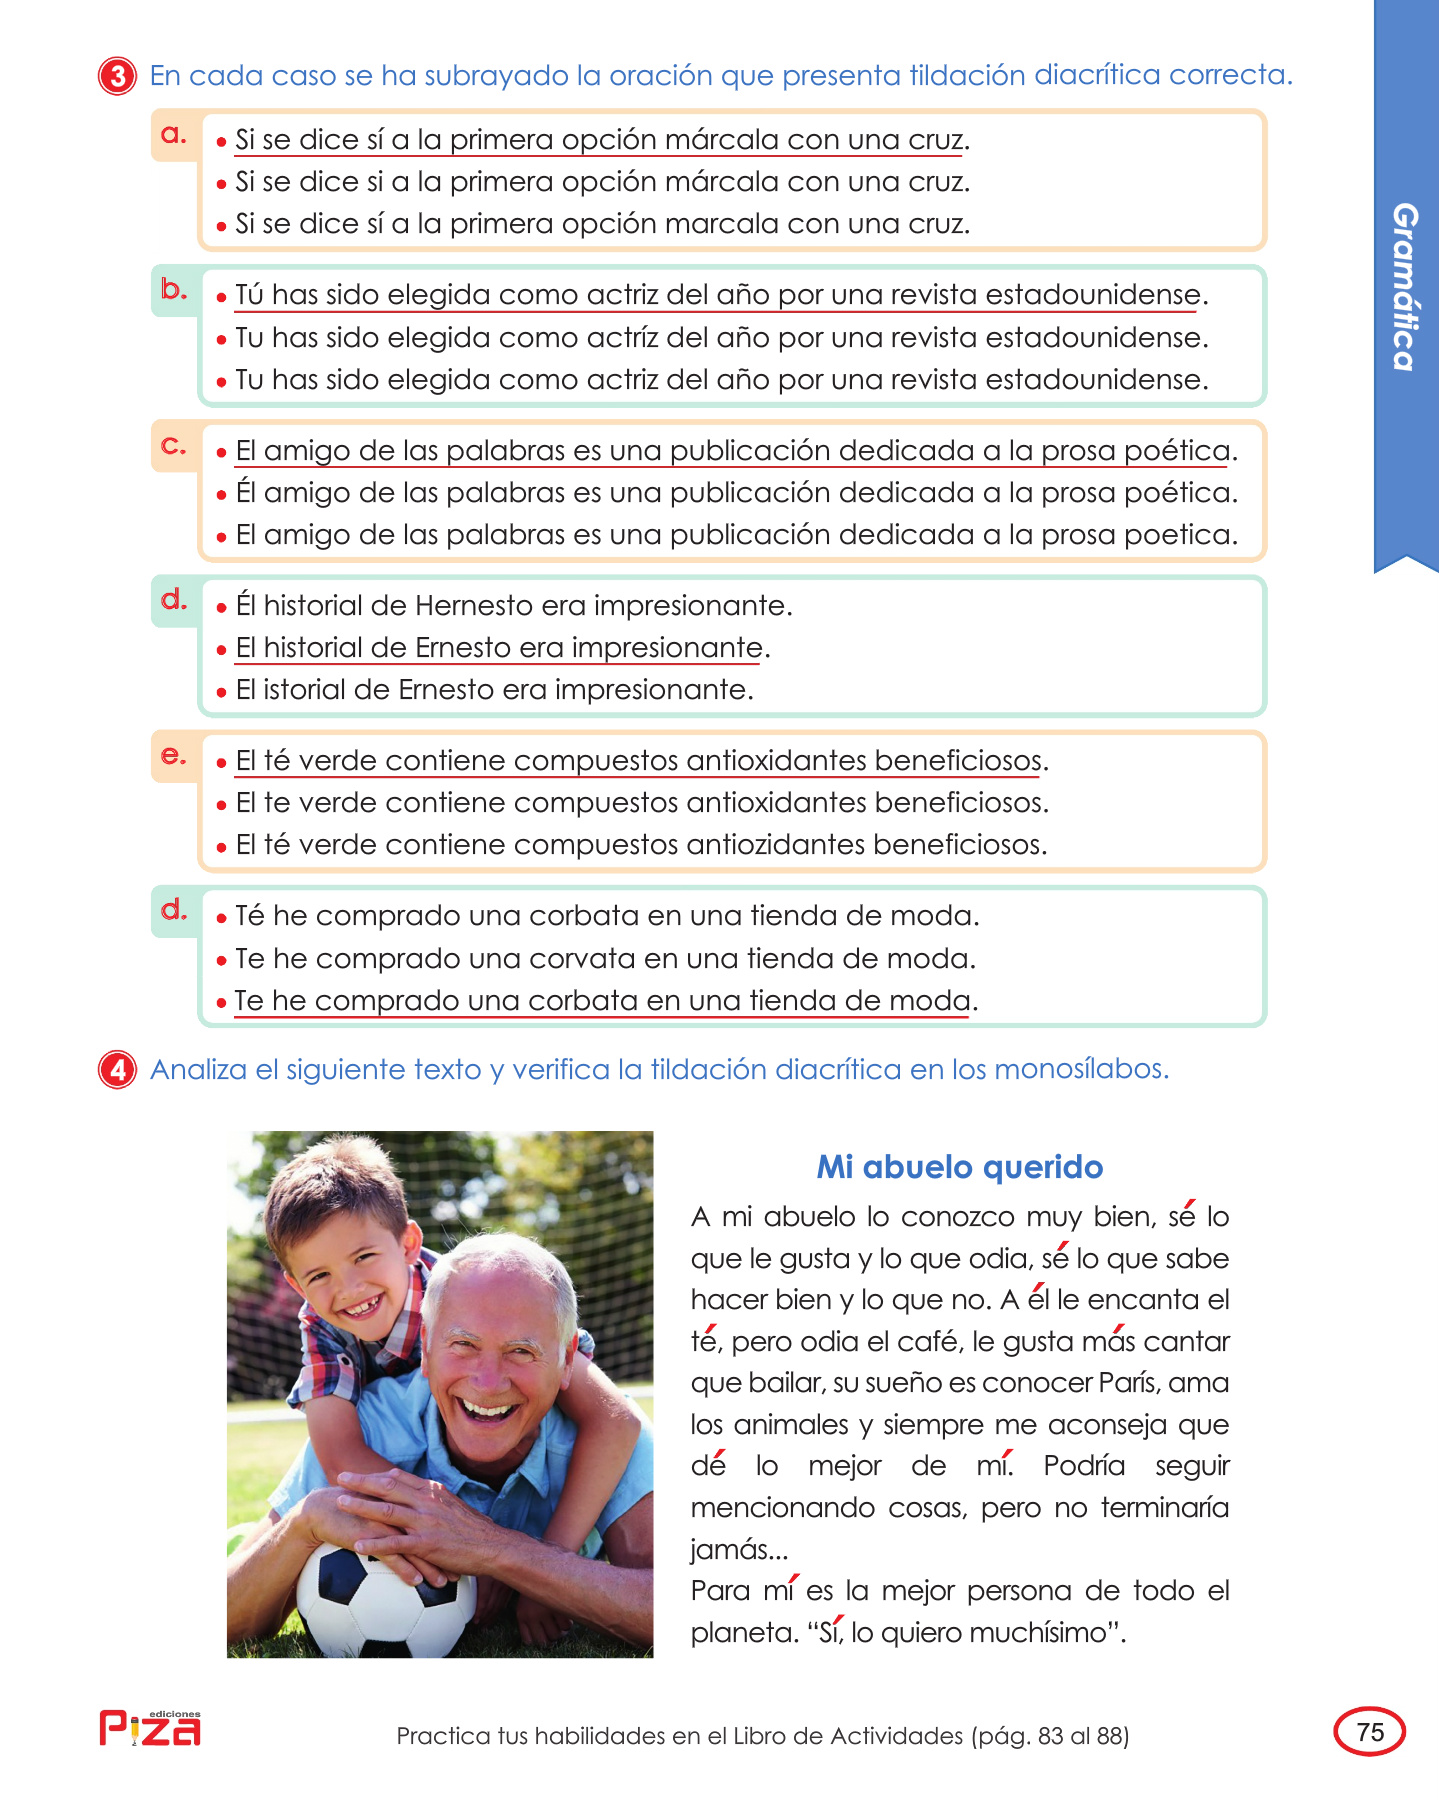 3 En cada caso se ha subrayado la oración que presenta tildación diacrítica correcta.
a.
• Si se dice sí a la primera opción márcala con una cruz.
• Si se dice si a la primera opción márcala con una cruz.
• Si se dice sí a la primera opción marcala con una cruz.
b.
• Tú has sido elegida como actriz del año por una revista estadounidense.
• Tu has sido elegida como actríz del año por una revista estadounidense.
• Tu has sido elegida como actriz del año por una revista estadounidense.
c.
• El amigo de las palabras es una publicación dedicada a la prosa poética.
• Él amigo de las palabras es una publicación dedicada a la prosa poética.
• El amigo de las palabras es una publicación dedicada a la prosa poetica.
d.
• Él historial de Hernesto era impresionante.
• El historial de Ernesto era impresionante.
• El istorial de Ernesto era impresionante.
e.
• El té verde contiene compuestos antioxidantes beneficiosos.
• El te verde contiene compuestos antioxidantes beneficiosos.
• El té verde contiene compuestos antiozidantes beneficiosos.
d.
• Té he comprado una corbata en una tienda de moda.
• Te he comprado una corvata en una tienda de moda.
• Te he comprado una corbata en una tienda de moda.
Gramática
4 Analiza el siguiente texto y verifica la tildación diacrítica en los monosílabos.
Mi abuelo querido
A mi abuelo lo conozco muy bien, sé lo
que le gusta y lo que odia, sé lo que sabe
hacer bien y lo que no. A él le encanta el
té, pero odia el café, le gusta más cantar
que bailar, su sueño es conocer París, ama
los animales y siempre me aconseja que
dé lo mejor de mí. Podría seguir
mencionando cosas, pero no terminaría
jamás...
Para mí es la mejor persona de todo el
planeta. “Sí, lo quiero muchísimo”.
ediciones
Piza
Practica tus habilidades en el Libro de Actividades (pág. 83 al 88)
75